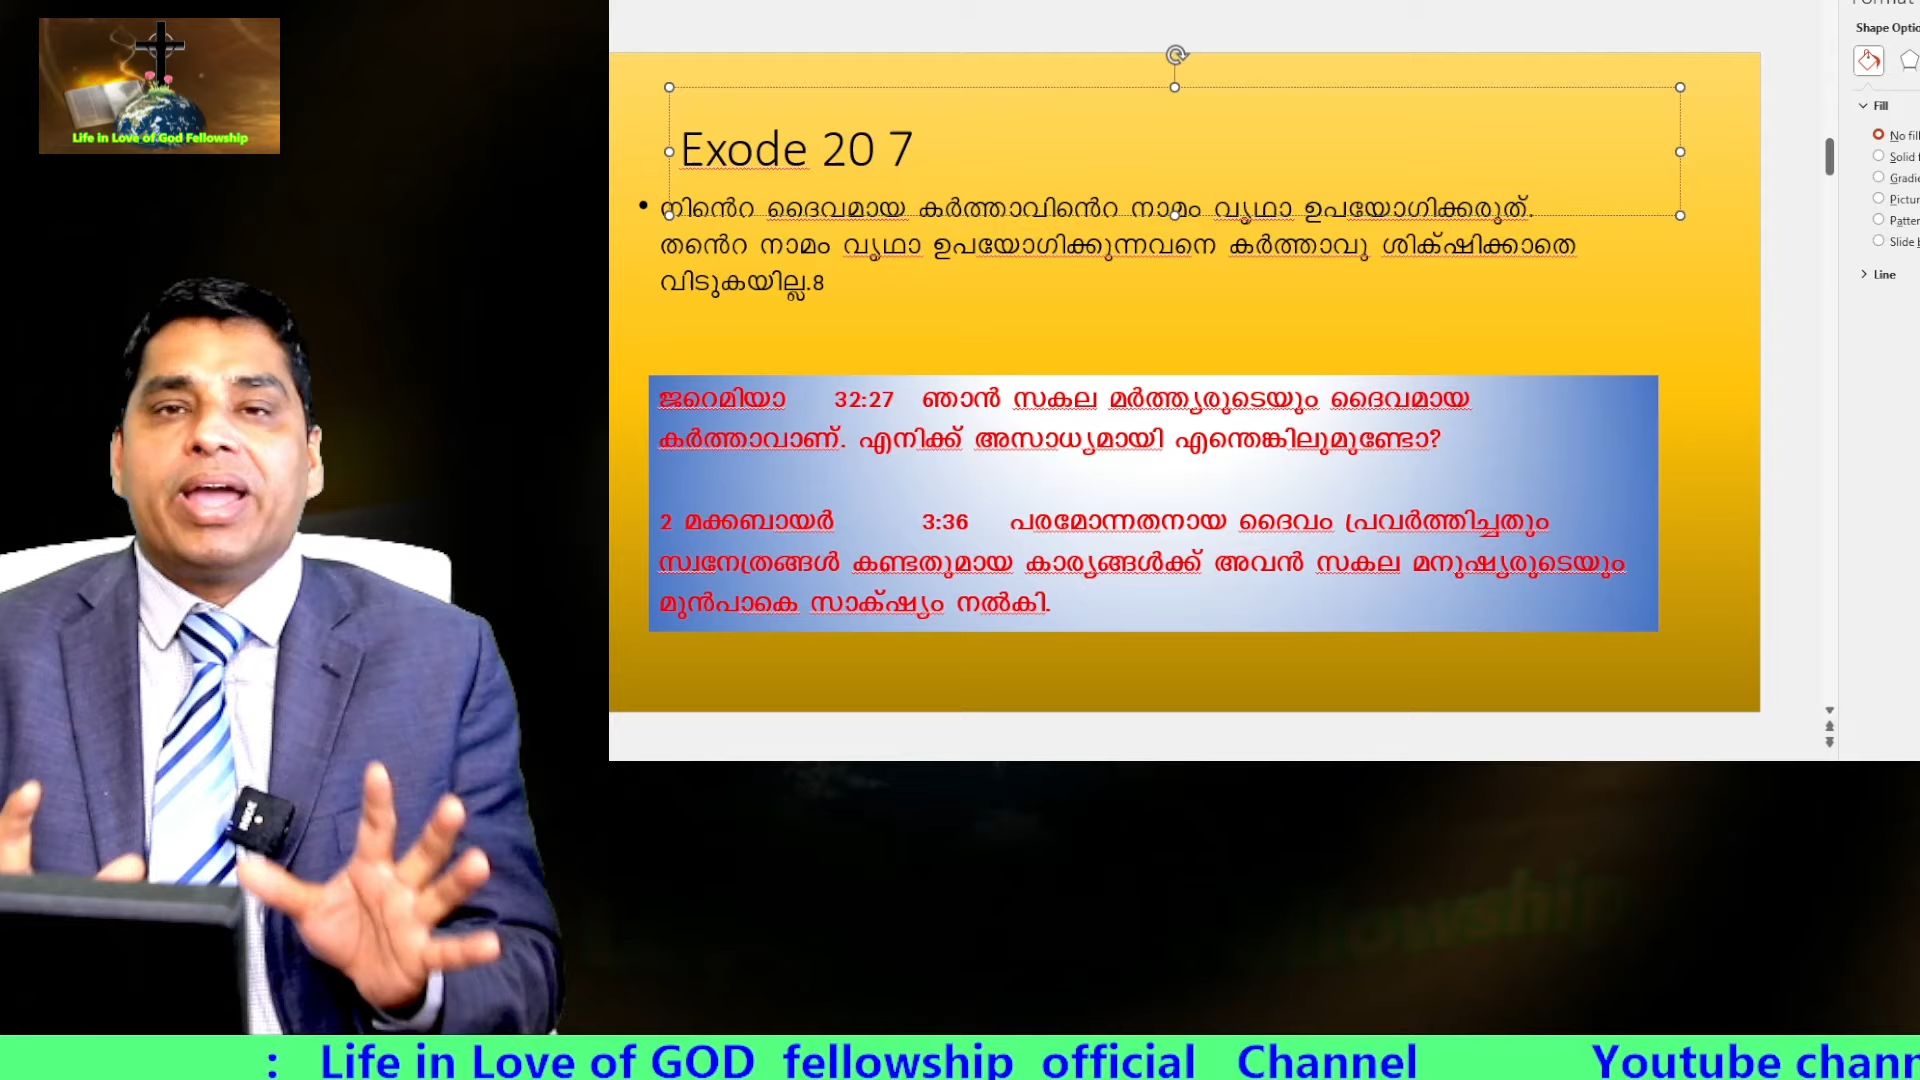 Life in Love of God Fellowship
Shape Optio
Fill
No fill
Solid f
Gradie
Pictur
Patter
Slide b
Line
Exode 20 7
• നിൻെറ ദൈവമായ കർത്താവിൻെറ നാമം വൃഥാ ഉപയോഗിക്കരുത്.
തൻെറ നാമം വൃഥാ ഉപയോഗിക്കുന്നവനെ കർത്താവു ശിക്ഷിക്കാതെ
വിടുകയില്ല.8
ജറെമിയാ 32:27 ഞാൻ സകല മർത്ത്യരുടെയും ദൈവമായ
കർത്താവാണ്. എനിക്ക് അസാധ്യമായി എന്തെങ്കിലുമുണ്ടോ?
2 മക്കബായർ 3:36 പരമോന്നതനായ ദൈവം പ്രവർത്തിച്ചതും
സ്വനേത്രങ്ങൾ കണ്ടതുമായ കാര്യങ്ങൾക്ക് അവൻ സകല മനുഷ്യരുടെയും
മുൻപാകെ സാക്ഷ്യം നൽകി.
: Life in Love of GOD fellowship official Channel Youtube chann